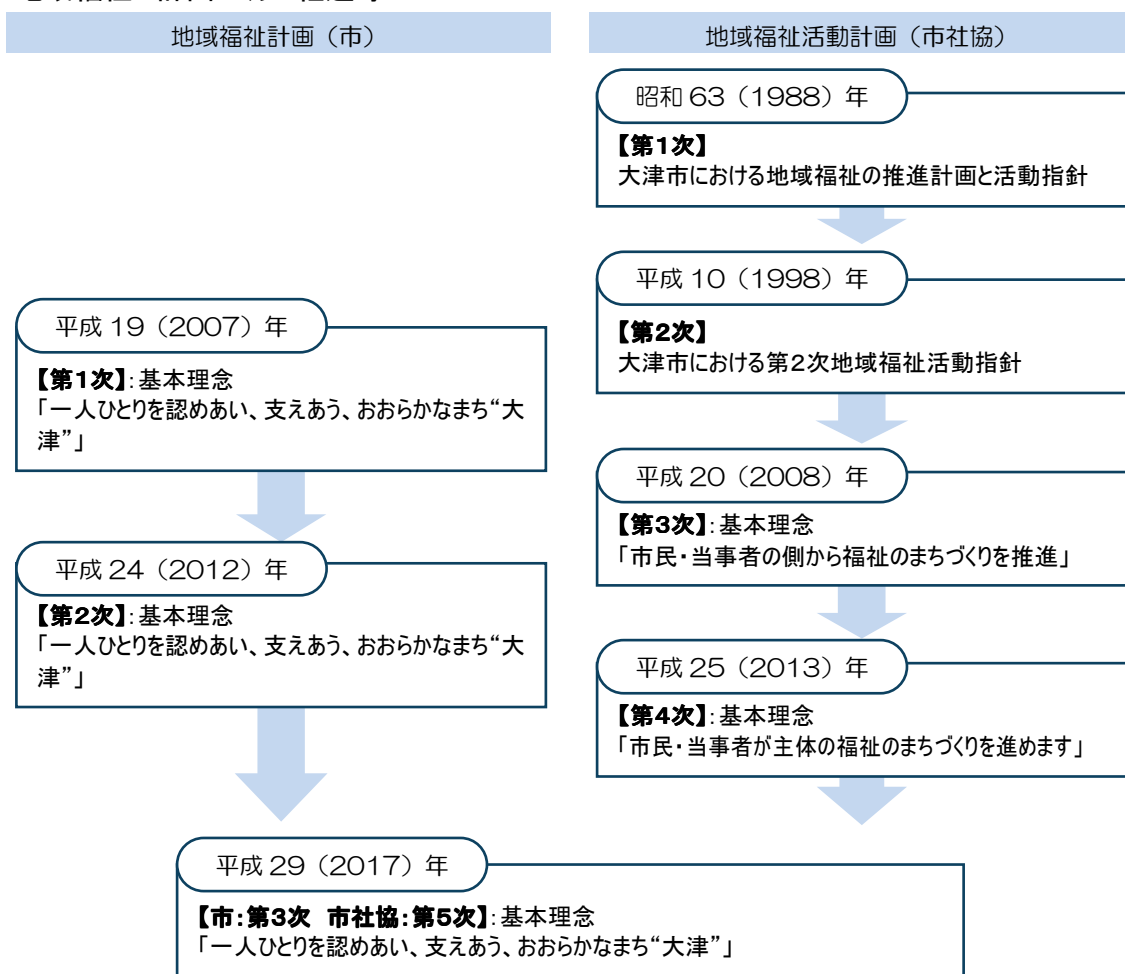 地域福祉計画（市）
平成 19（2007）年
【第1次】：基本理念
「一人ひとりを認めあい、支えあう、おおらかなまち“大
津”」
平成 24（2012）年
【第2次】：基本理念
「一人ひとりを認めあい、支えあう、おおらかなまち“大
津”」
地域福祉活動計画（市社協）
昭和 63（1988）年
【第1次】
大津市における地域福祉の推進計画と活動指針
平成 10（1998）年
【第2次】
大津市における第2次地域福祉活動指針
平成 20（2008）年
【第3次】：基本理念
「市民・当事者の側から福祉のまちづくりを推進」
平成 25（2013）年
【第4次】：基本理念
「市民・当事者が主体の福祉のまちづくりを進めます」
平成 29（2017）年
【市：第3次 市社協：第5次】：基本理念
「一人ひとりを認めあい、支えあう、おおらかなまち“大津”」